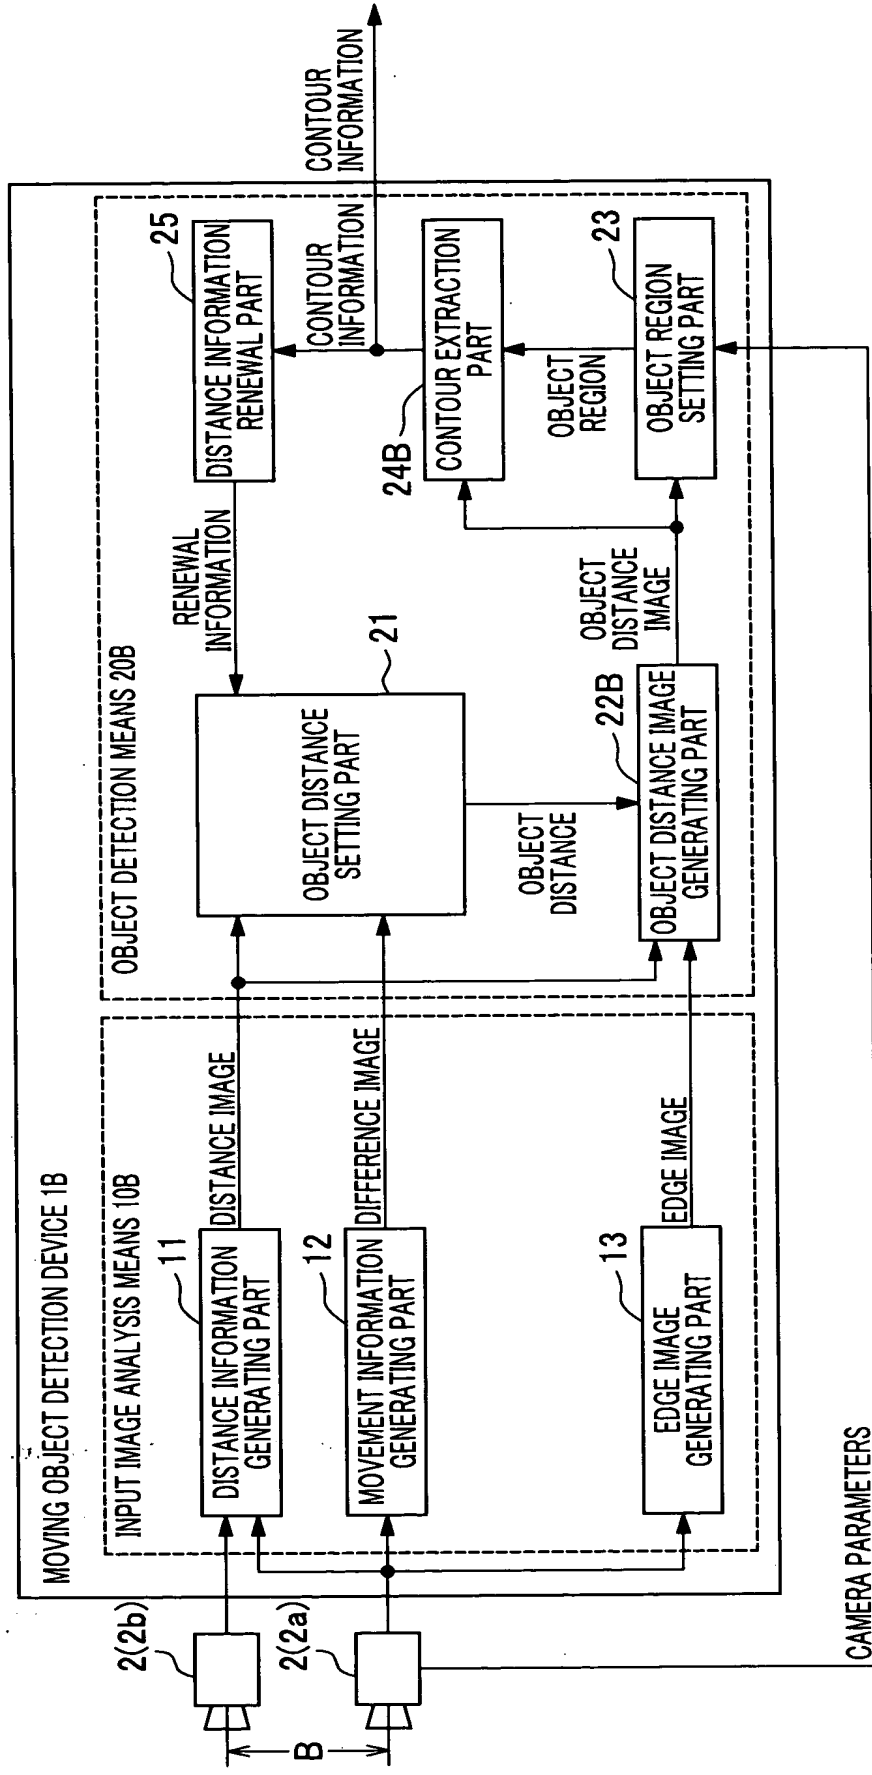 MOVING OBJECT DETECTION DEVICE 1B
INPUT IMAGE ANALYSIS MEANS 10B
2(2b)
2(2a)
B
CAMERA PARAMETERS
11
DISTANCE INFORMATION
GENERATING PART
12
MOVEMENT INFORMATION
GENERATING PART
13
EDGE IMAGE
GENERATING PART
DISTANCE IMAGE
DIFFERENCE IMAGE
EDGE IMAGE
OBJECT DETECTION MEANS 20B
21
OBJECT DISTANCE
SETTING PART
RENEWAL
INFORMATION
OBJECT
DISTANCE
22B
OBJECT DISTANCE IMAGE
GENERATING PART
OBJECT
DISTANCE
IMAGE
25
DISTANCE INFORMATION
RENEWAL PART
CONTOUR
INFORMATION
24B
CONTOUR EXTRACTION
PART
OBJECT
REGION
23
OBJECT REGION
SETTING PART
CONTOUR
INFORMATION